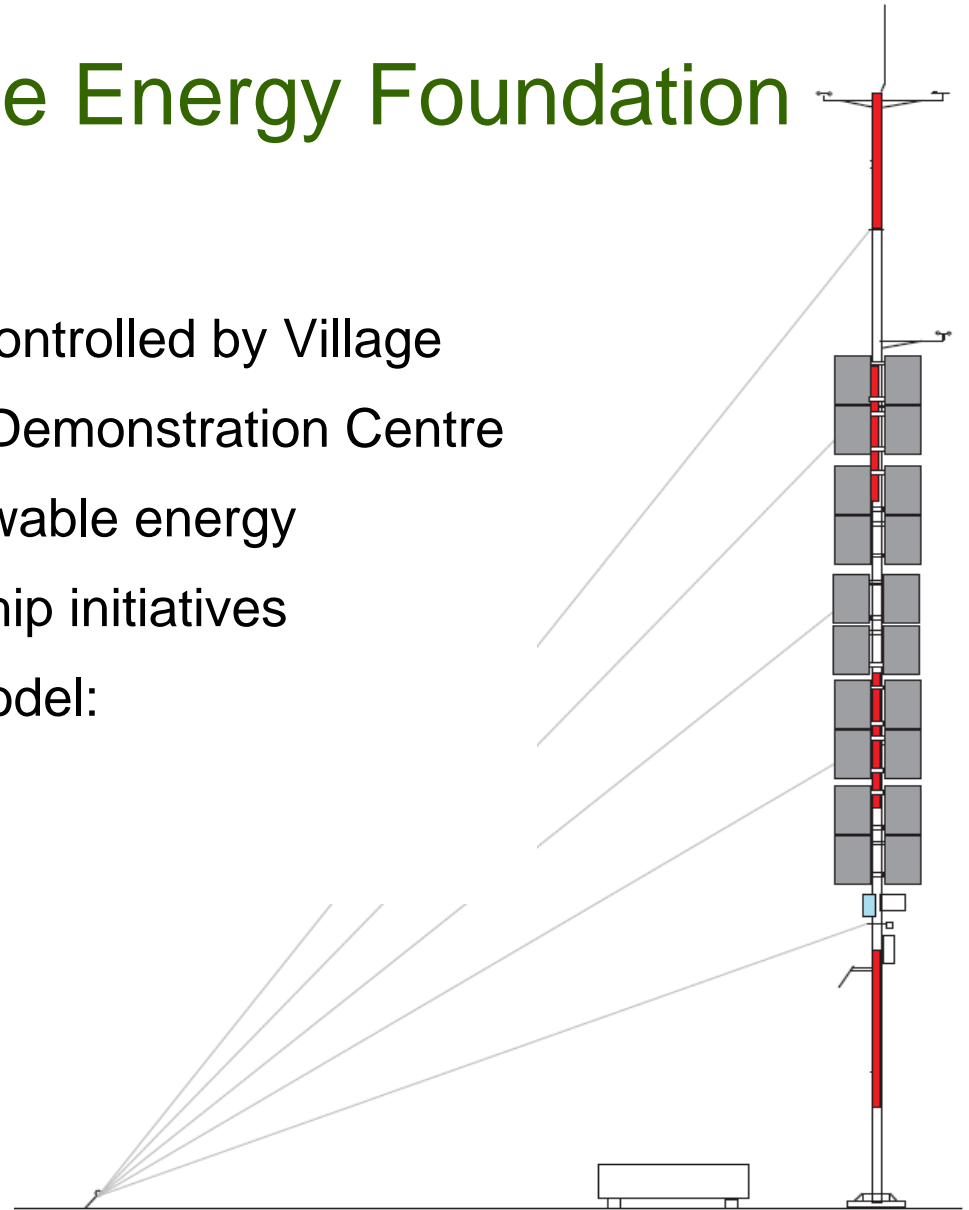 e Energy Foundation
ontrolled by Village
Demonstration Centre
wable energy
hip initiatives
odel: